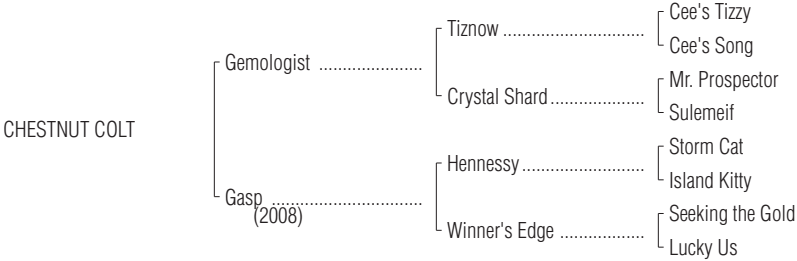 Cee's Tizzy
Tiznow ..............................
Cee's Song
Gemologist ......................
Mr. Prospector
Crystal Shard....................
Sulemeif
CHESTNUT COLT
Storm Cat
Hennessy..........................
Island Kitty
Gasp ................................
(2008)
Seeking the Gold
Winner's Edge ..................
Lucky Us